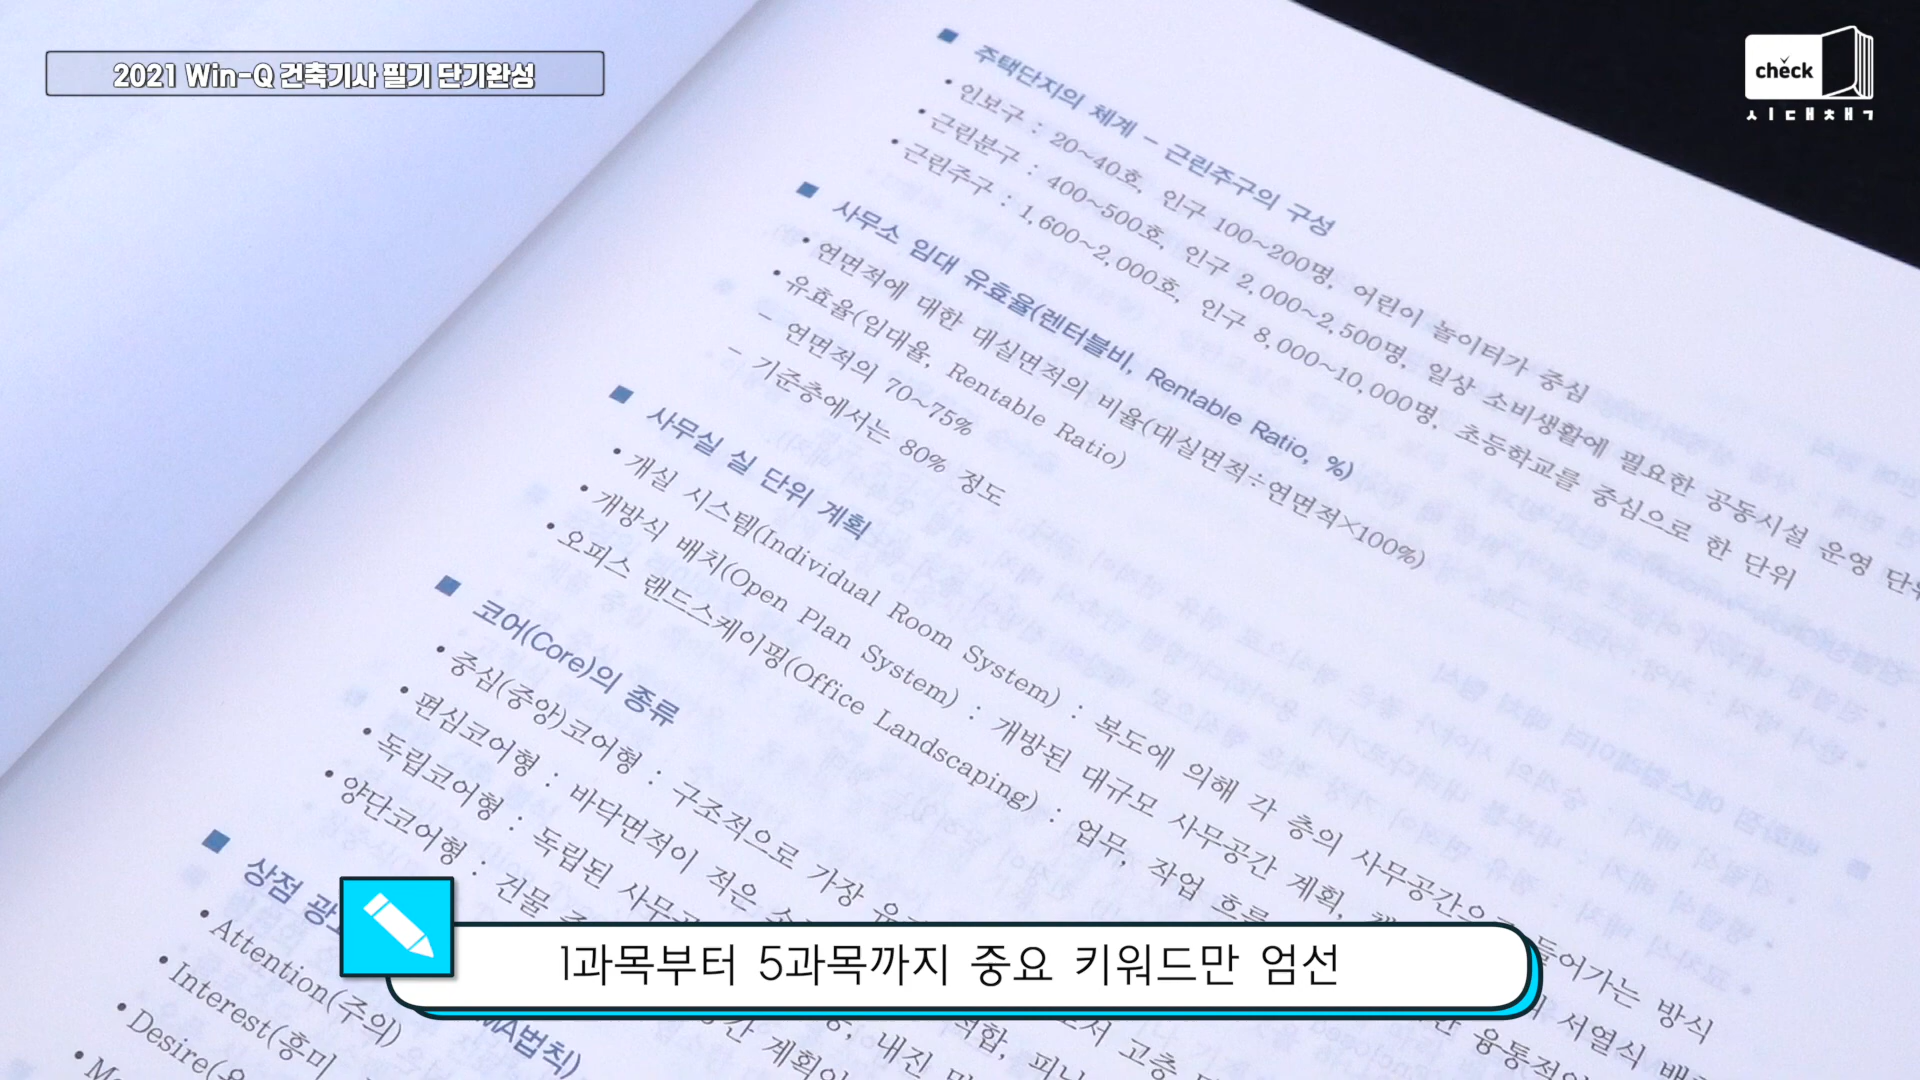 2021 Win-Q 건축기사 필기 단기완성
check
시대책ㄱ
■ 주택단지의 체계 - 근린주구의 구성
• 인보구 : 20~40호, 인구 100~200명, 어린이 놀이터가 중심
• 근린분구 : 400~500호, 인구 2,000~2,500명, 일상 소비생활에 필요한 공동시설 운영 단위
• 근린주구 : 1,600~2,000호, 인구 8,000~10,000명, 초등학교를 중심으로 한 단위
■ 사무소 임대 유효율(렌터블비, Rentable Ratio, %)
• 연면적에 대한 대실면적의 비율(대실면적÷연면적×100%)
• 유효율(임대율, Rentable Ratio)
- 연면적의 70~75%
- 기준층에서는 80% 정도
■ 사무실 실 단위 계획
• 개실 시스템(Individual Room System) : 복도에 의해 각 층의 사무공간으로 들어가는 방식
• 개방식 배치(Open Plan System) : 개방된 대규모 사무공간 계획, 서열식
• 오피스 랜드스케이핑(Office Landscaping) : 업무, 작업 흐름
■ 코어(Core)의 종류
• 중심(중앙)코어형 : 구조적으로 가장
• 편심코어형 : 바닥면적이 적은
• 독립코어형 : 독립된
• 양단코어형 : 건물
■ 상점 MA법칙)
• Attention(주의)
• Interest(흥미
• Desire(
1과목부터 5과목까지 중요 키워드만 엄선